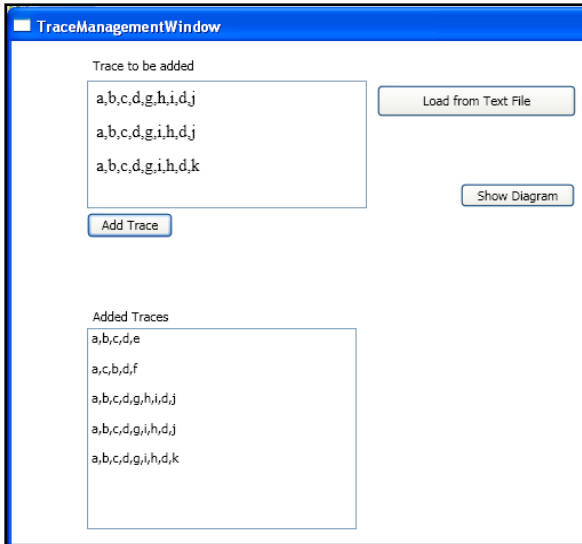 TraceManagementWindow
Trace to be added
a,b,c,d,g,h,i,d,j
a,b,c,d,g,i,h,d,j
a,b,c,d,g,i,h,d,k
Load from Text File
Show Diagram
Add Trace
Added Traces
a,b,c,d,e
a,c,b,d,f
a,b,c,d,g,h,i,d,j
a,b,c,d,g,i,h,d,j
a,b,c,d,g,i,h,d,k